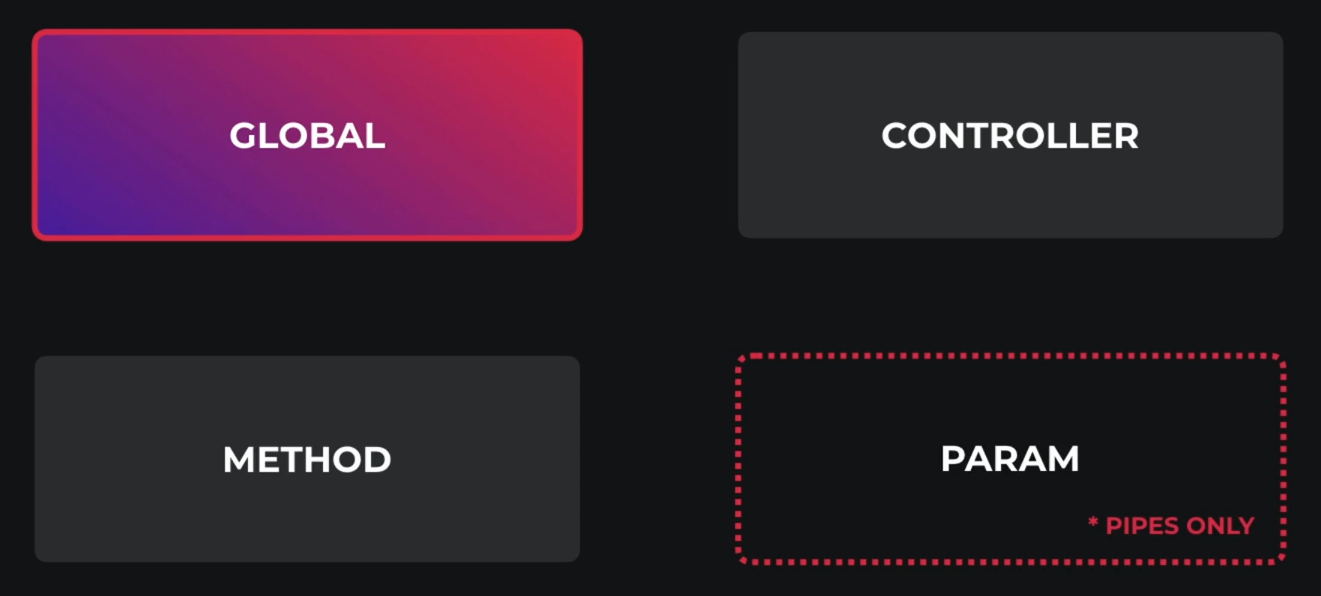 GLOBAL
CONTROLLER
METHOD
PARAM
* PIPES ONLY